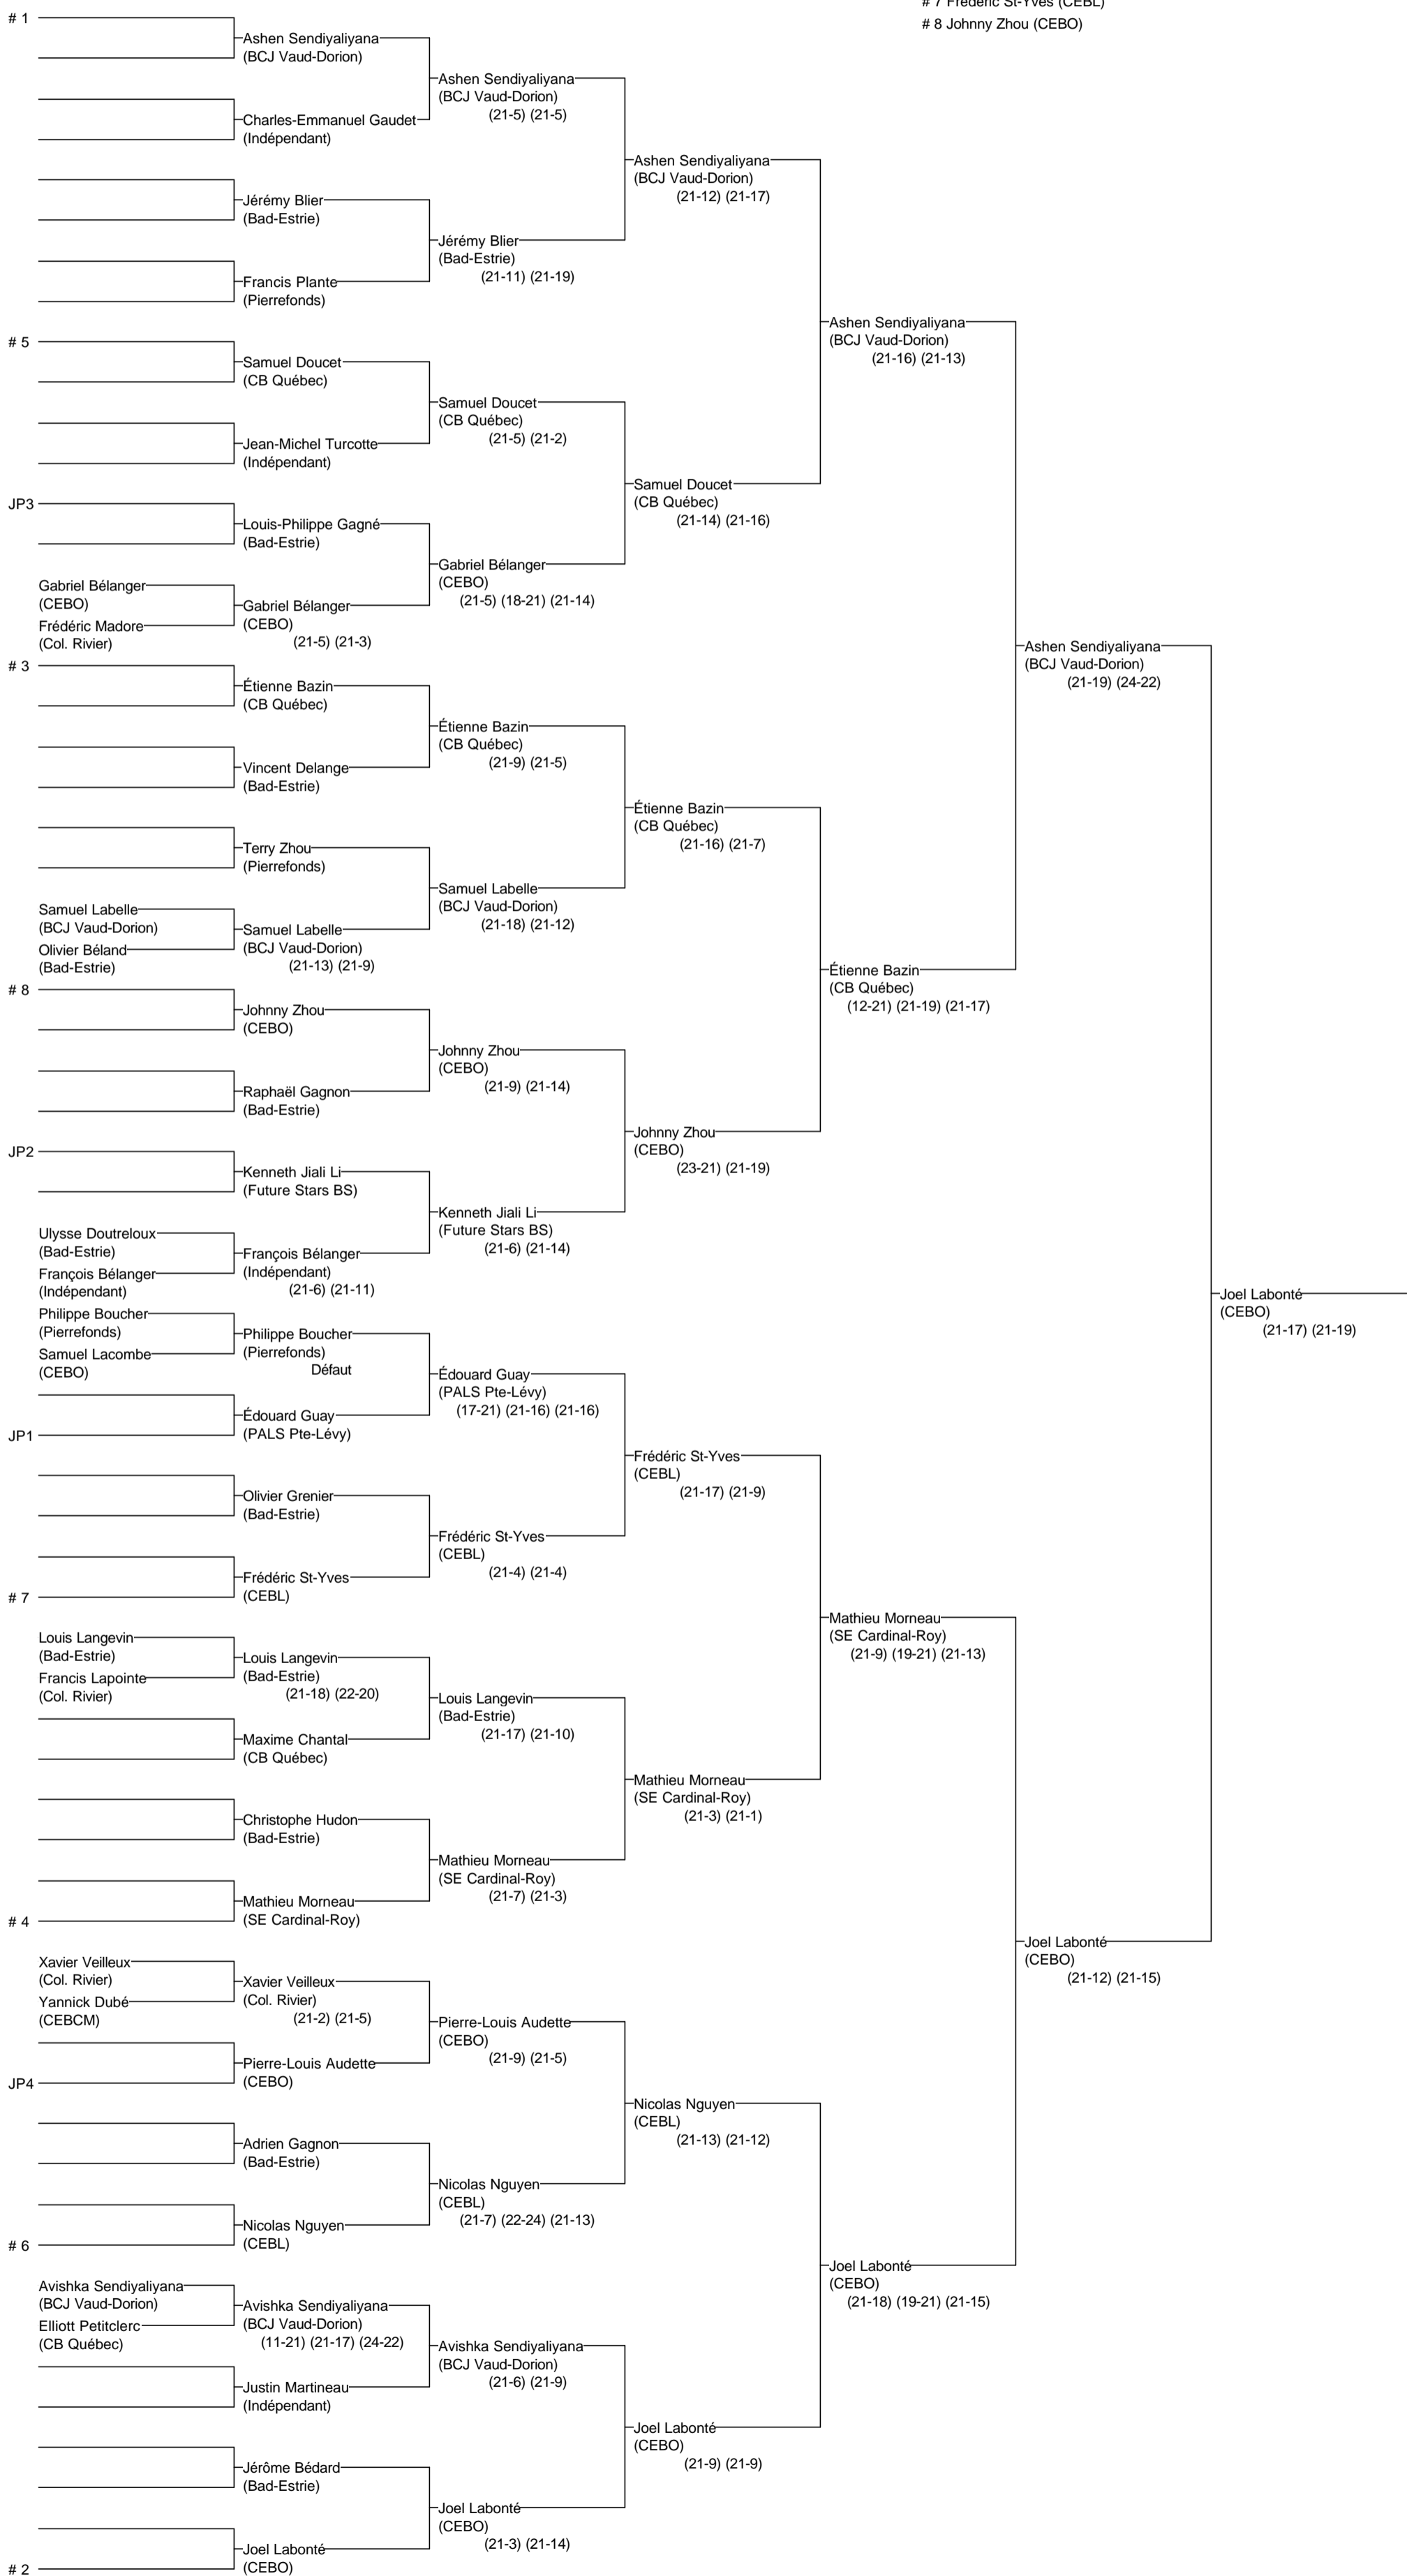 # 7 Frédéric St-Yves (CEBL)
# 8 Johnny Zhou (CEBO)
# 1
Ashen Sendiyaliyana
(BCJ Vaud-Dorion)
Ashen Sendiyaliyana
(BCJ Vaud-Dorion)
(21-5) (21-5)
Charles-Emmanuel Gaudet
(Indépendant)
Ashen Sendiyaliyana
(BCJ Vaud-Dorion)
(21-12) (21-17)
Jérémy Blier
(Bad-Estrie)
Jérémy Blier
(Bad-Estrie)
(21-11) (21-19)
Francis Plante
(Pierrefonds)
Ashen Sendiyaliyana
(BCJ Vaud-Dorion)
(21-16) (21-13)
# 5
Samuel Doucet
(CB Québec)
Samuel Doucet
(CB Québec)
(21-5) (21-2)
Jean-Michel Turcotte
(Indépendant)
Samuel Doucet
(CB Québec)
(21-14) (21-16)
JP3
Louis-Philippe Gagné
(Bad-Estrie)
Gabriel Bélanger
(CEBO)
(21-5) (18-21) (21-14)
Gabriel Bélanger
(CEBO)
Frédéric Madore
(Col. Rivier)
Gabriel Bélanger
(CEBO)
(21-5) (21-3)
Ashen Sendiyaliyana
(BCJ Vaud-Dorion)
(21-19) (24-22)
# 3
Étienne Bazin
(CB Québec)
Étienne Bazin
(CB Québec)
(21-9) (21-5)
Vincent Delange
(Bad-Estrie)
Étienne Bazin
(CB Québec)
(21-16) (21-7)
Terry Zhou
(Pierrefonds)
Samuel Labelle
(BCJ Vaud-Dorion)
(21-18) (21-12)
Samuel Labelle
(BCJ Vaud-Dorion)
Olivier Béland
(Bad-Estrie)
Samuel Labelle
(BCJ Vaud-Dorion)
(21-13) (21-9)
Étienne Bazin
(CB Québec)
(12-21) (21-19) (21-17)
# 8
Johnny Zhou
(CEBO)
Johnny Zhou
(CEBO)
(21-9) (21-14)
Raphaël Gagnon
(Bad-Estrie)
Johnny Zhou
(CEBO)
(23-21) (21-19)
JP2
Kenneth Jiali Li
(Future Stars BS)
Kenneth Jiali Li
(Future Stars BS)
(21-6) (21-14)
Ulysse Doutreloux
(Bad-Estrie)
François Bélanger
(Indépendant)
François Bélanger
(Indépendant)
(21-6) (21-11)
Joel Labonté
(CEBO)
(21-17) (21-19)
Philippe Boucher
(Pierrefonds)
Samuel Lacombe
(CEBO)
Philippe Boucher
(Pierrefonds)
Défaut
Édouard Guay
(PALS Pte-Lévy)
(17-21) (21-16) (21-16)
Édouard Guay
(PALS Pte-Lévy)
JP1
Frédéric St-Yves
(CEBL)
(21-17) (21-9)
Olivier Grenier
(Bad-Estrie)
Frédéric St-Yves
(CEBL)
(21-4) (21-4)
Frédéric St-Yves
(CEBL)
# 7
Mathieu Morneau
(SE Cardinal-Roy)
(21-9) (19-21) (21-13)
Louis Langevin
(Bad-Estrie)
Francis Lapointe
(Col. Rivier)
Louis Langevin
(Bad-Estrie)
(21-18) (22-20)
Louis Langevin
(Bad-Estrie)
(21-17) (21-10)
Maxime Chantal
(CB Québec)
Mathieu Morneau
(SE Cardinal-Roy)
(21-3) (21-1)
Christophe Hudon
(Bad-Estrie)
Mathieu Morneau
(SE Cardinal-Roy)
(21-7) (21-3)
Mathieu Morneau
(SE Cardinal-Roy)
# 4
Joel Labonté
(CEBO)
(21-12) (21-15)
Xavier Veilleux
(Col. Rivier)
Yannick Dubé
(CEBCM)
Xavier Veilleux
(Col. Rivier)
(21-2) (21-5)
Pierre-Louis Audette
(CEBO)
(21-9) (21-5)
Pierre-Louis Audette
(CEBO)
JP4
Nicolas Nguyen
(CEBL)
(21-13) (21-12)
Adrien Gagnon
(Bad-Estrie)
Nicolas Nguyen
(CEBL)
(21-7) (22-24) (21-13)
Nicolas Nguyen
(CEBL)
# 6
Joel Labonté
(CEBO)
(21-18) (19-21) (21-15)
Avishka Sendiyaliyana
(BCJ Vaud-Dorion)
Elliott Petitclerc
(CB Québec)
Avishka Sendiyaliyana
(BCJ Vaud-Dorion)
(11-21) (21-17) (24-22)
Avishka Sendiyaliyana
(BCJ Vaud-Dorion)
(21-6) (21-9)
Justin Martineau
(Indépendant)
Joel Labonté
(CEBO)
(21-9) (21-9)
Jérôme Bédard
(Bad-Estrie)
Joel Labonté
(CEBO)
(21-3) (21-14)
Joel Labonté
(CEBO)
# 2